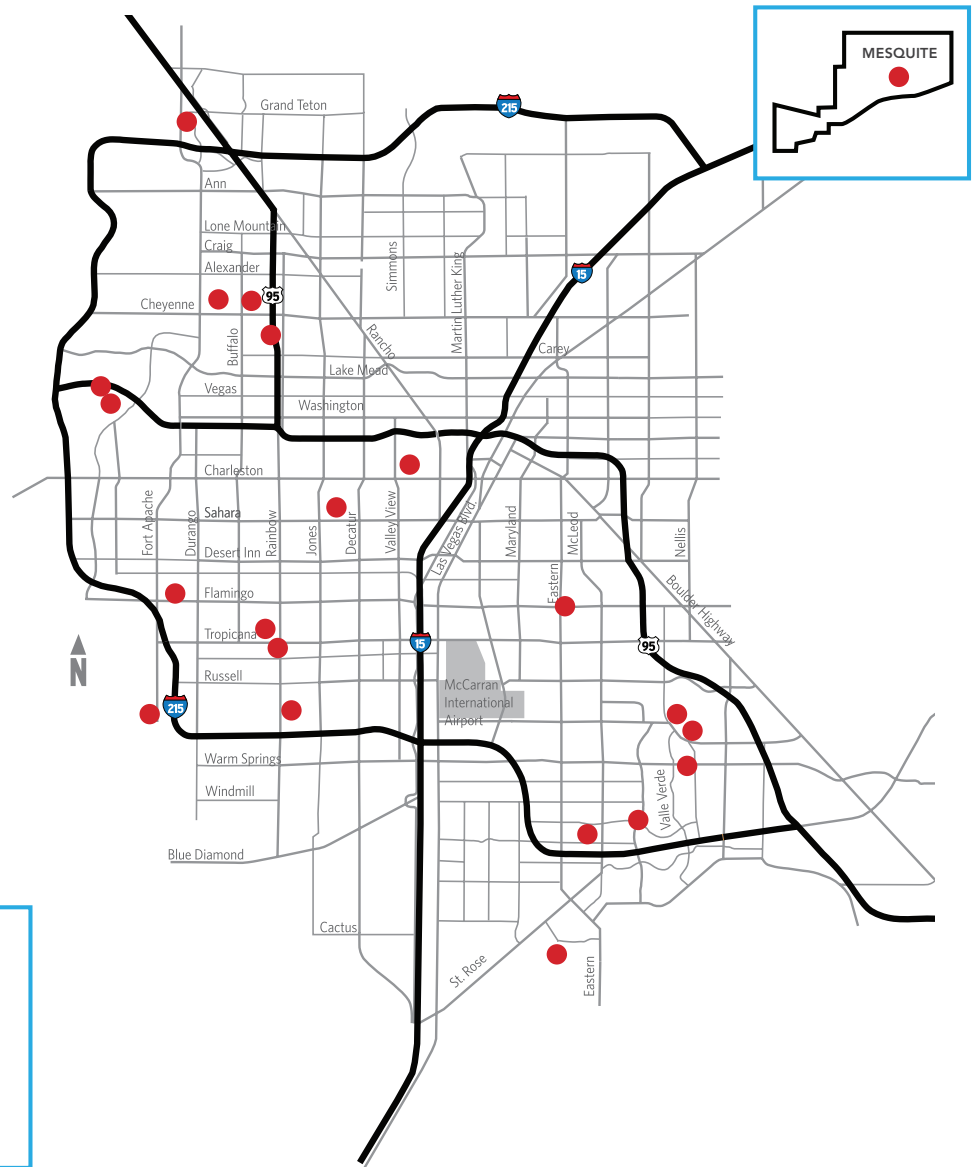 MESQUITE
Grand Teton
215
Ann
Lone Mountain
Craig
Simmons
Martin Luther King
Alexander
15
95
Cheyenne
Buffalo
Rancho
Carey
Lake Mead
Vegas
Washington
Charleston
Fort Apache
Durango
Sahara
Rainbow
Jones
Decatur
Valley View
Las Vegas Blvd.
Maryland
McLeod
Nellis
Desert Inn
Flamingo
Eastern
Boulder Highway
Tropicana
15
95
N
Russell
McCarran
International
Airport
215
Warm Springs
Windmill
Valle Verde
Blue Diamond
Cactus
St. Rose
Eastern